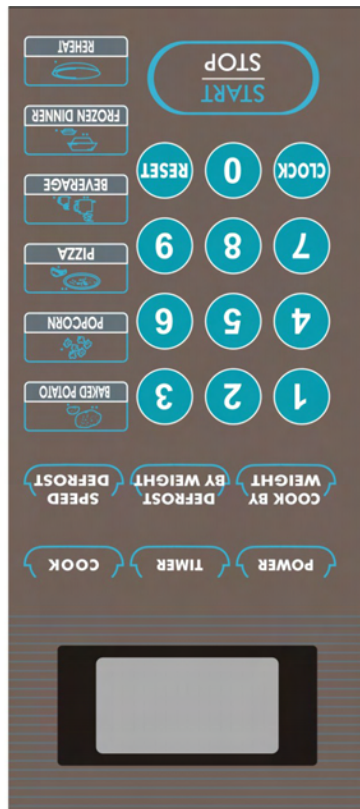 POWER
TIMER
COOK
COOK BY
WEIGHT
DEFROST
BY WEIGHT
SPEED
DEFROST
1
2
3
4
5
6
7
8
9
CLOCK
0
RESET
START
STOP
BAKED POTATO
POPCORN
PIZZA
BEVERAGE
FROZEN DINNER
REHEAT